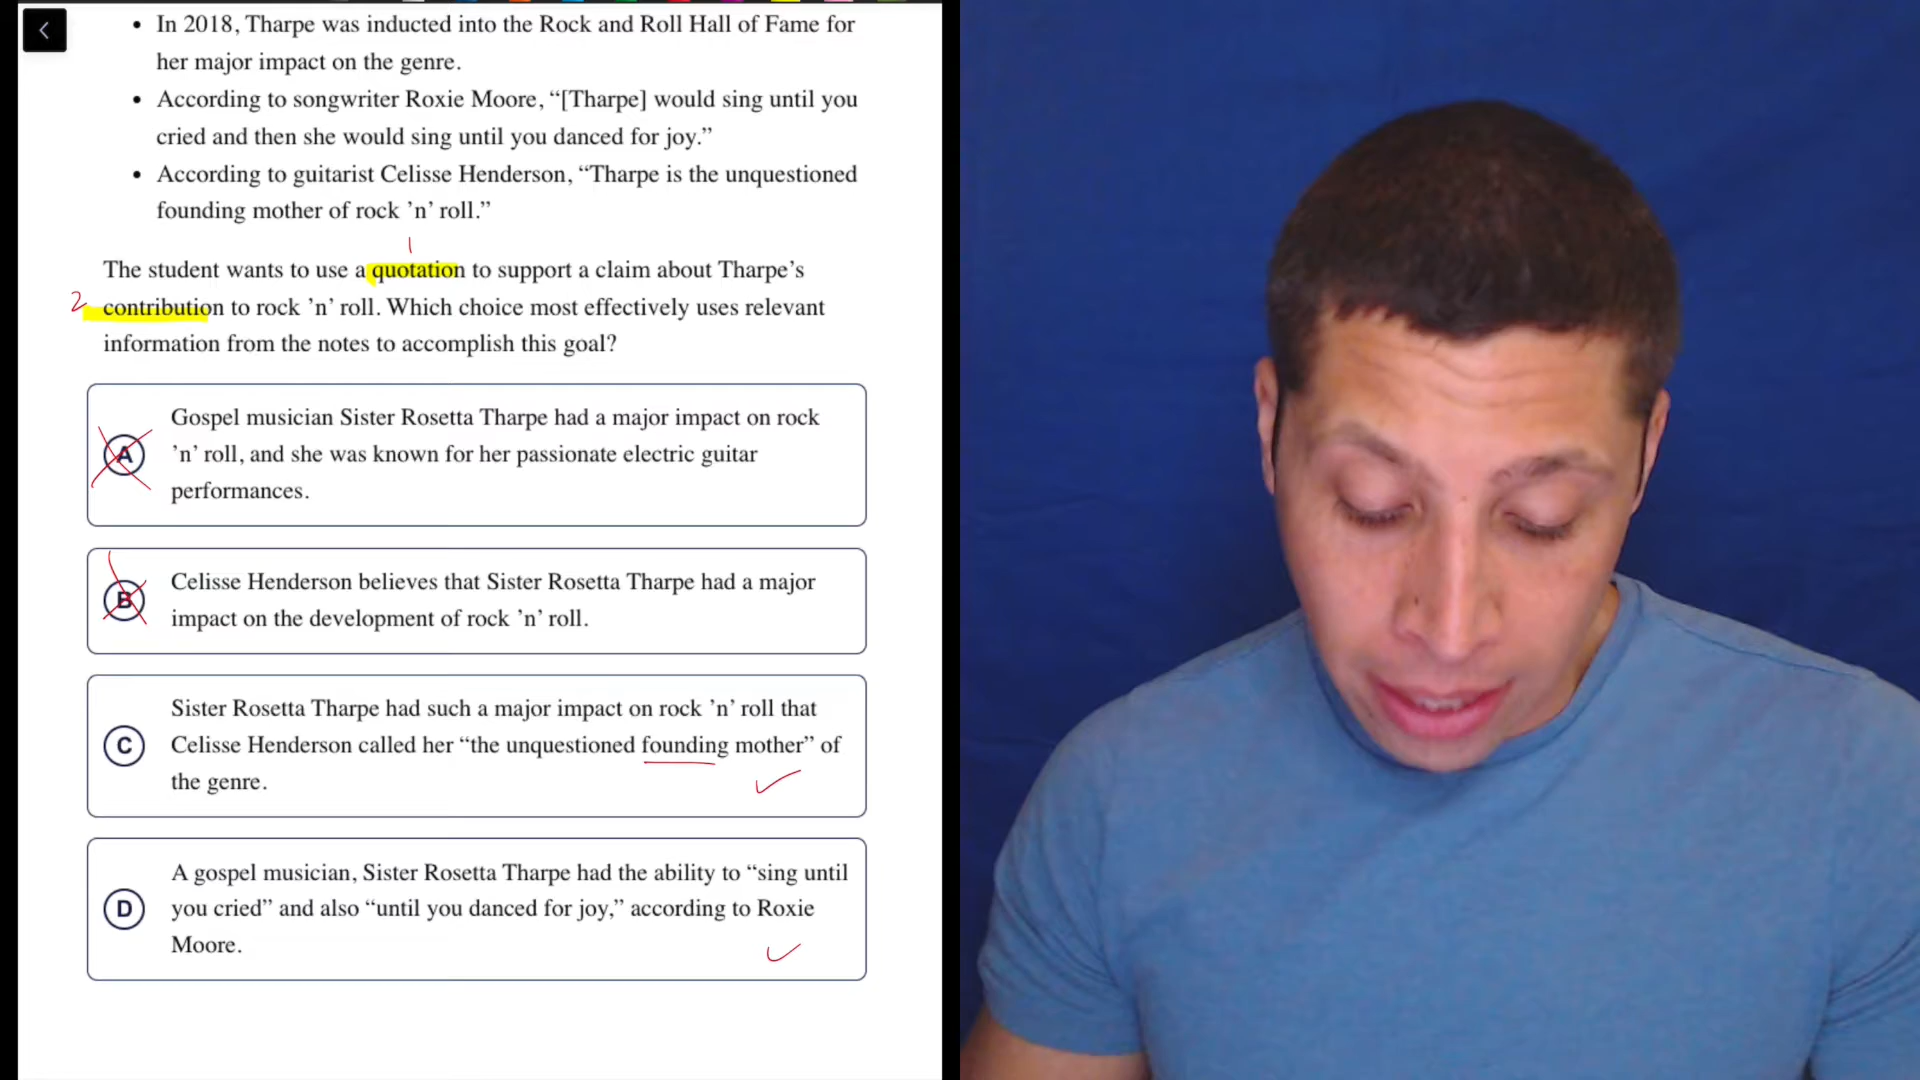 • In 2018, Tharpe was inducted into the Rock and Roll Hall of Fame for
her major impact on the genre.
• According to songwriter Roxie Moore, “[Tharpe] would sing until you
cried and then she would sing until you danced for joy.”
• According to guitarist Celisse Henderson, “Tharpe is the unquestioned
founding mother of rock ’n’ roll.”
1
The student wants to use a quotation to support a claim about Tharpe’s
2 contribution to rock ’n’ roll. Which choice most effectively uses relevant
information from the notes to accomplish this goal?
Gospel musician Sister Rosetta Tharpe had a major impact on rock
A ’n’ roll, and she was known for her passionate electric guitar
performances.
B Celisse Henderson believes that Sister Rosetta Tharpe had a major
impact on the development of rock ’n’ roll.
Sister Rosetta Tharpe had such a major impact on rock ’n’ roll that
C Celisse Henderson called her “the unquestioned founding mother” of
the genre.
A gospel musician, Sister Rosetta Tharpe had the ability to “sing until
D you cried” and also “until you danced for joy,” according to Roxie
Moore.